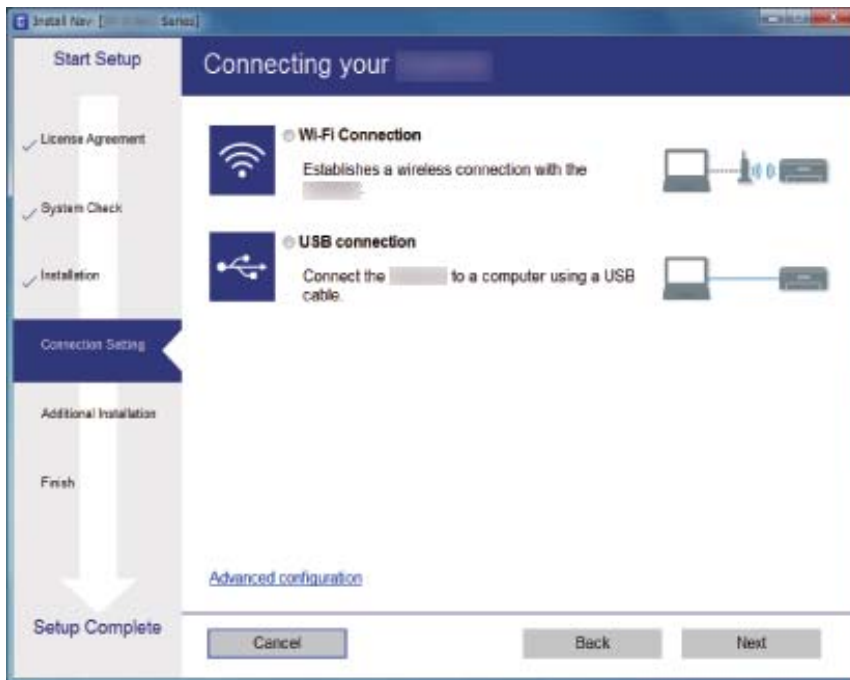 Install Navi [ Series]
Start Setup
Connecting your
License Agreement
System Check
Installation
Connection Setting
Additional Installation
Finish
Setup Complete
Wi-Fi Connection
Establishes a wireless connection with the
.
USB connection
Connect the to a computer using a USB
cable.
Advanced configuration
Cancel
Back
Next